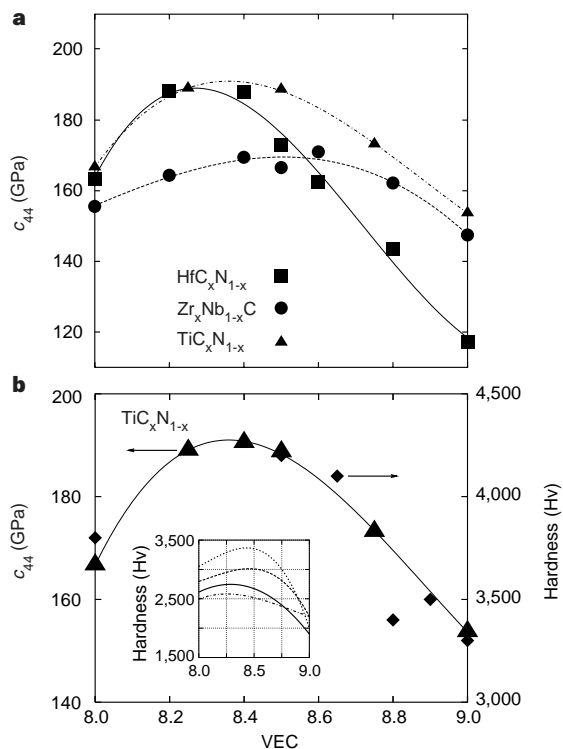 a
200
180
160
140
120
c44 (GPa)
HfCxN1-x
ZrxNb1-xC
TiCxN1-x
b
200
180
160
140
c44 (GPa)
TiCxN1-x
4,500
4,000
3,500
3,000
Hardness (Hv)
3,500
2,500
1,500
Hardness (Hv)
8.0 8.5 9.0
8.0 8.2 8.4 8.6 8.8 9.0
VEC